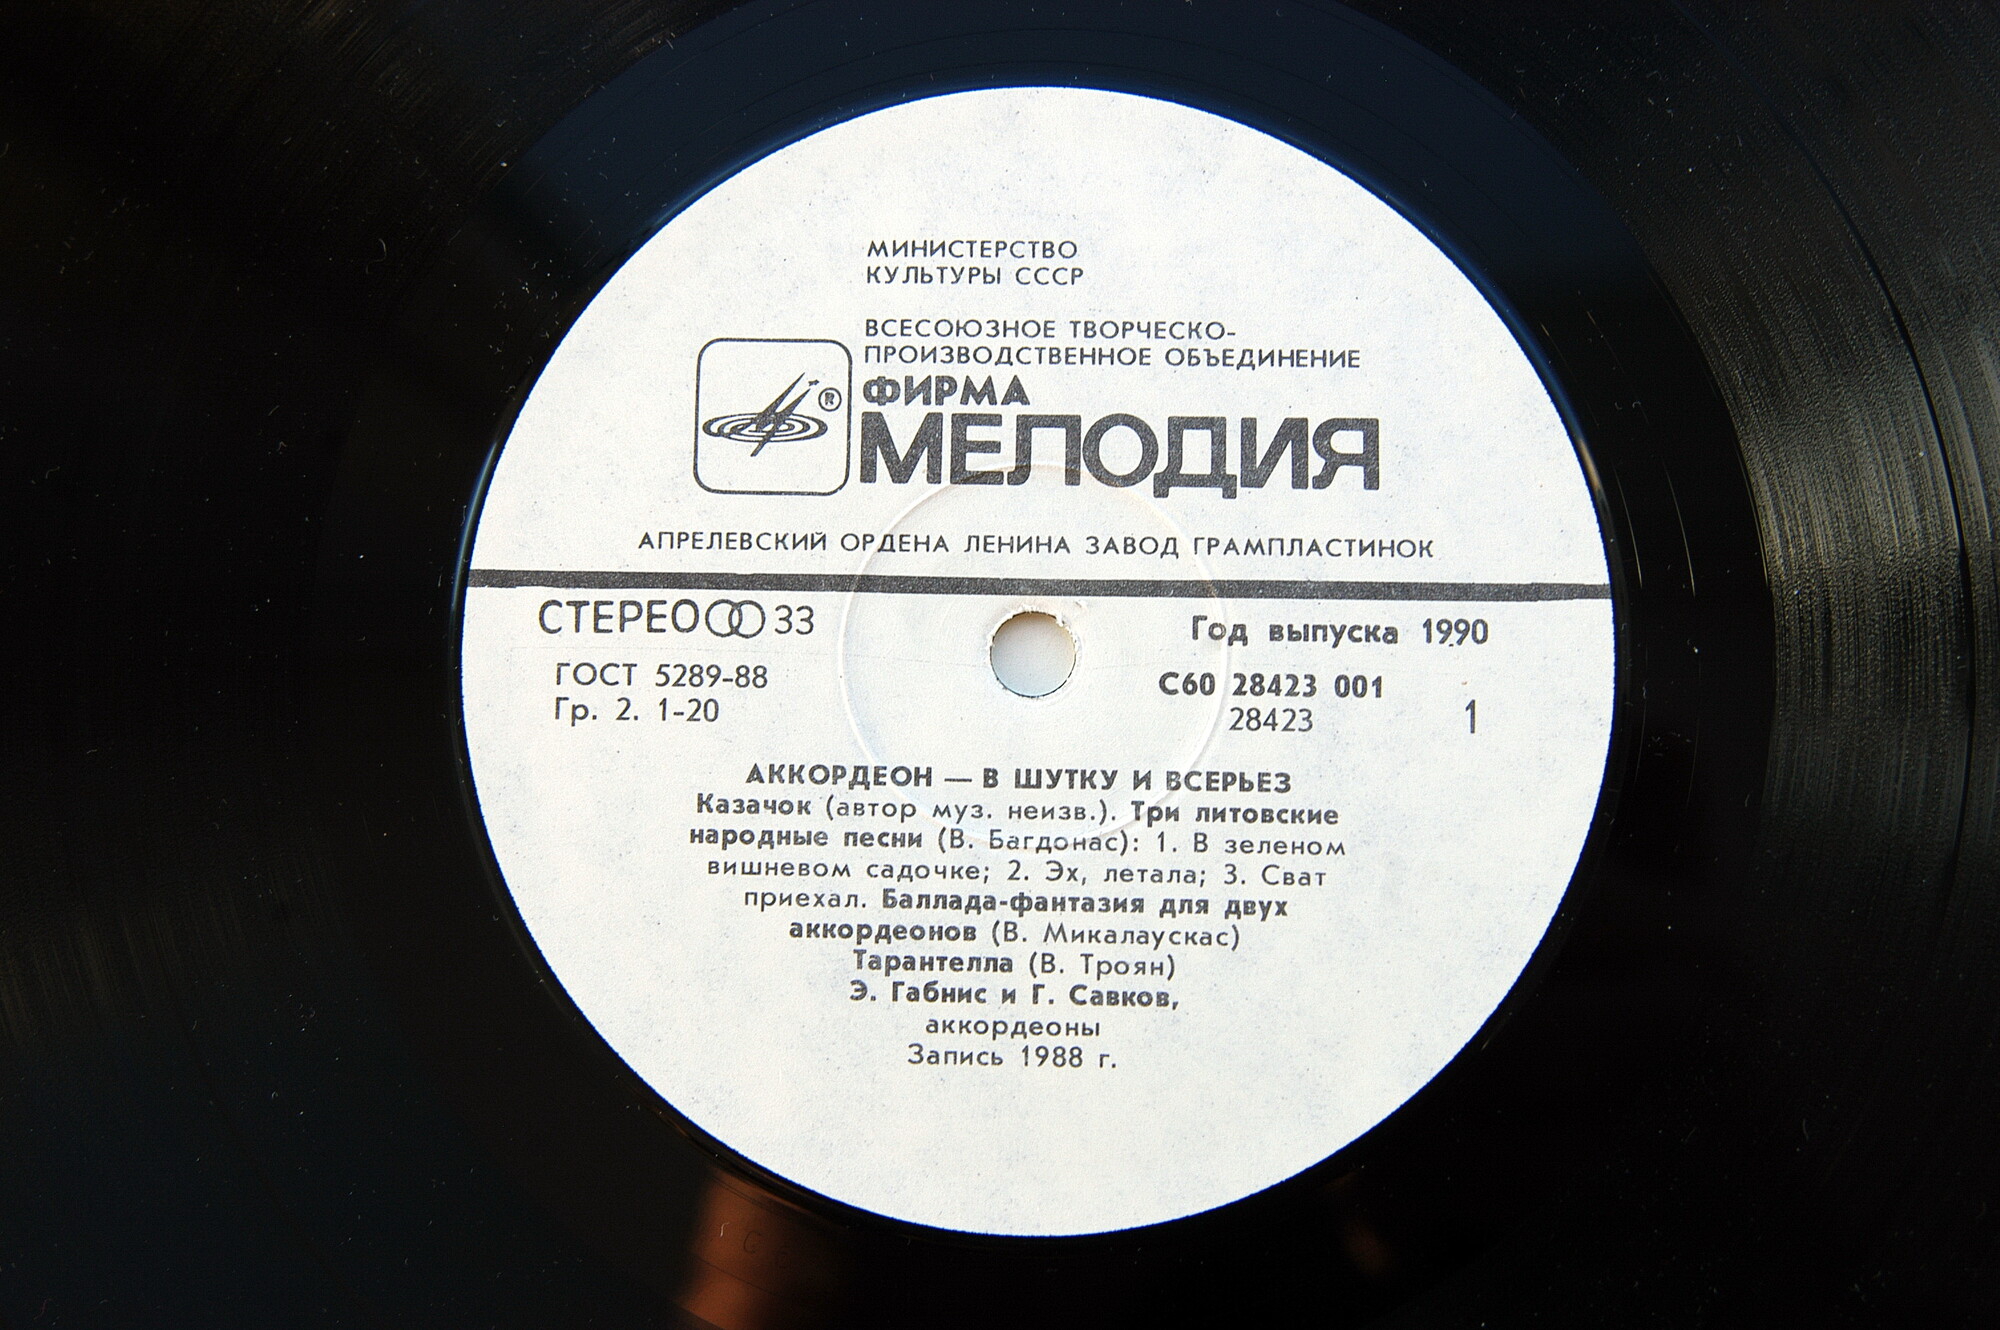 МИНИСТЕРСТВО
КУЛЬТУРЫ СССР
ВСЕСОЮЗНОЕ ТВОРЧЕСКО-
ПРОИЗВОДСТВЕННОЕ ОБЪЕДИНЕНИЕ
ФИРМА
®
МЕЛОДИЯ
АПРЕЛЕВСКИЙ ОРДЕНА ЛЕНИНА ЗАВОД ГРАМПЛАСТИНОК
СТЕРЕО 33
Год выпуска 1990
ГОСТ 5289-88
С60 28423 001
Гр. 2. 1-20
28423
1
АККОРДЕОН — В ШУТКУ И ВСЕРЬЕЗ
Казачок (автор муз. неизв.). Три литовские
народные песни (В. Багдонас): 1. В зеленом
вишневом садочке; 2. Эх, летала; 3. Сват
приехал. Баллада-фантазия для двух
аккордеонов (В. Микалаускас)
Тарантелла (В. Троян)
Э. Габнис и Г. Савков,
аккордеоны
Запись 1988 г.